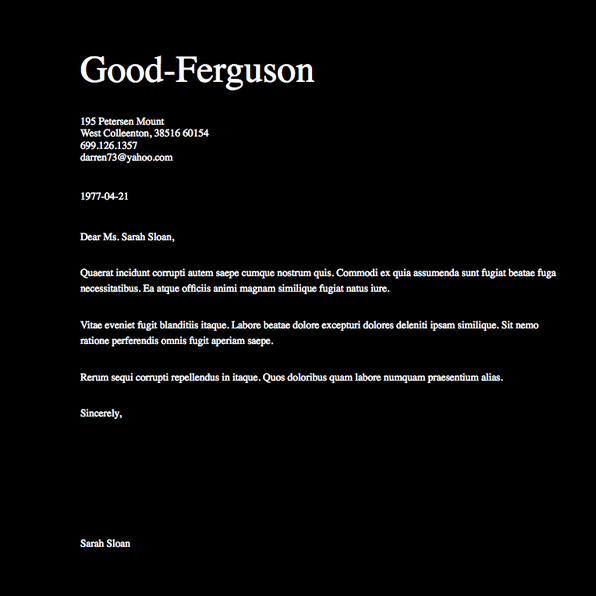 Good-Ferguson
195 Petersen Mount
West Colleenton, 38516 60154
699.126.1357
darren73@yahoo.com
1977-04-21
Dear Ms. Sarah Sloan,
Quaerat incidunt corrupti autem saepe cumque nostrum quis. Commodi ex quia assumenda sunt fugiat beatae fuga
necessitatibus. Ea atque officiis animi magnam similique fugiat natus iure.
Vitae eveniet fugit blanditiis itaque. Labore beatae dolore excepturi dolores deleniti ipsam similique. Sit nemo
ratione perferendis omnis fugit aperiam saepe.
Rerum sequi corrupti repellendus in itaque. Quos doloribus quam labore numquam praesentium alias.
Sincerely,
Sarah Sloan